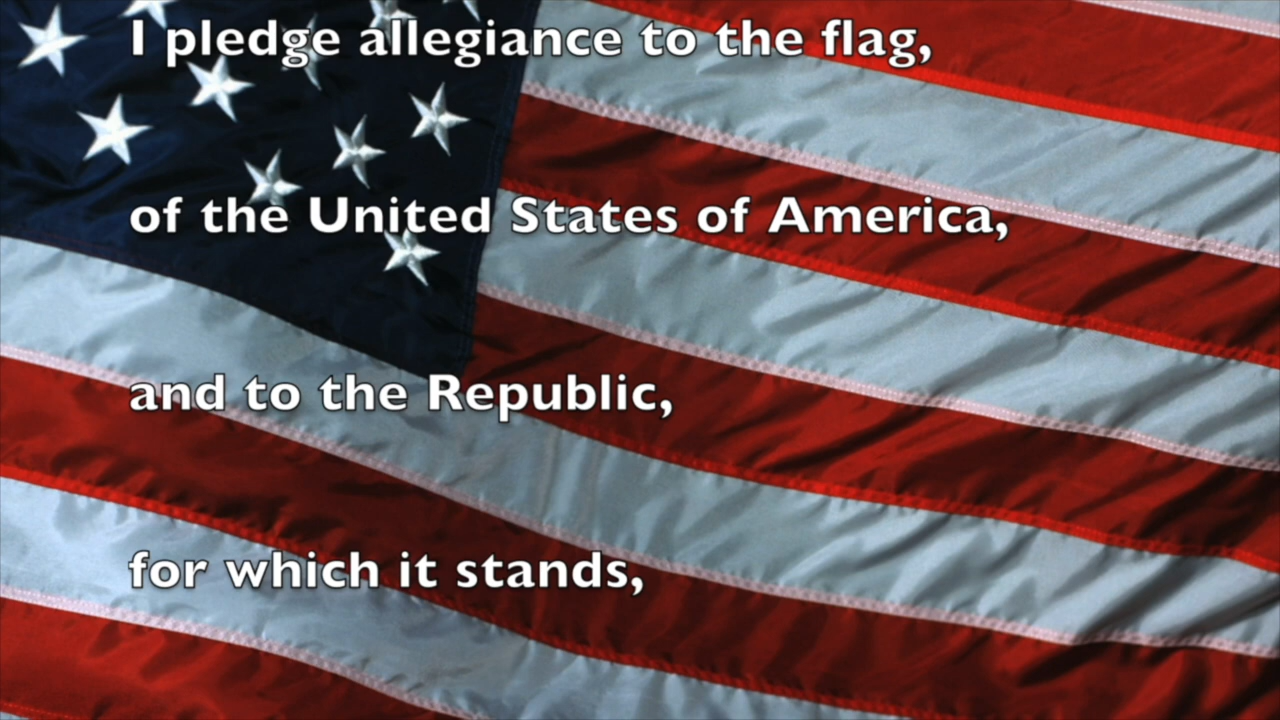 I pledge allegiance to the flag,
of the United States of America,
and to the Republic,
for which it stands,